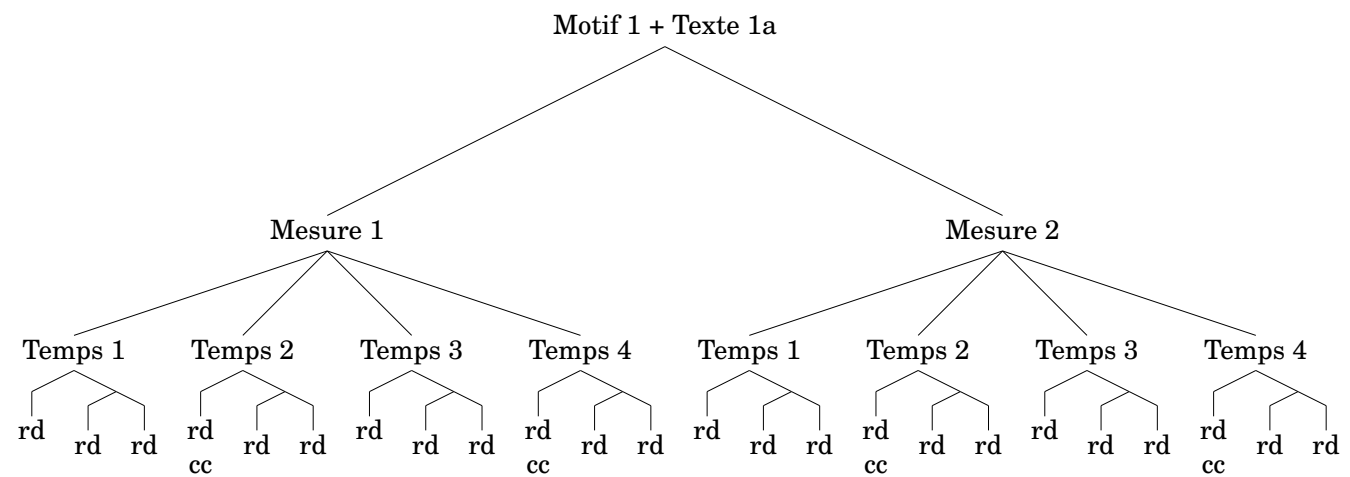 Motif 1 + Texte 1a
Mesure 1 Mesure 2
Temps 1 Temps 2 Temps 3 Temps 4 Temps 1 Temps 2 Temps 3 Temps 4
rd rd rd rd rd rd rd rd rd rd rd rd rd rd rd rd rd rd rd rd rd rd rd rd
cc cc cc cc